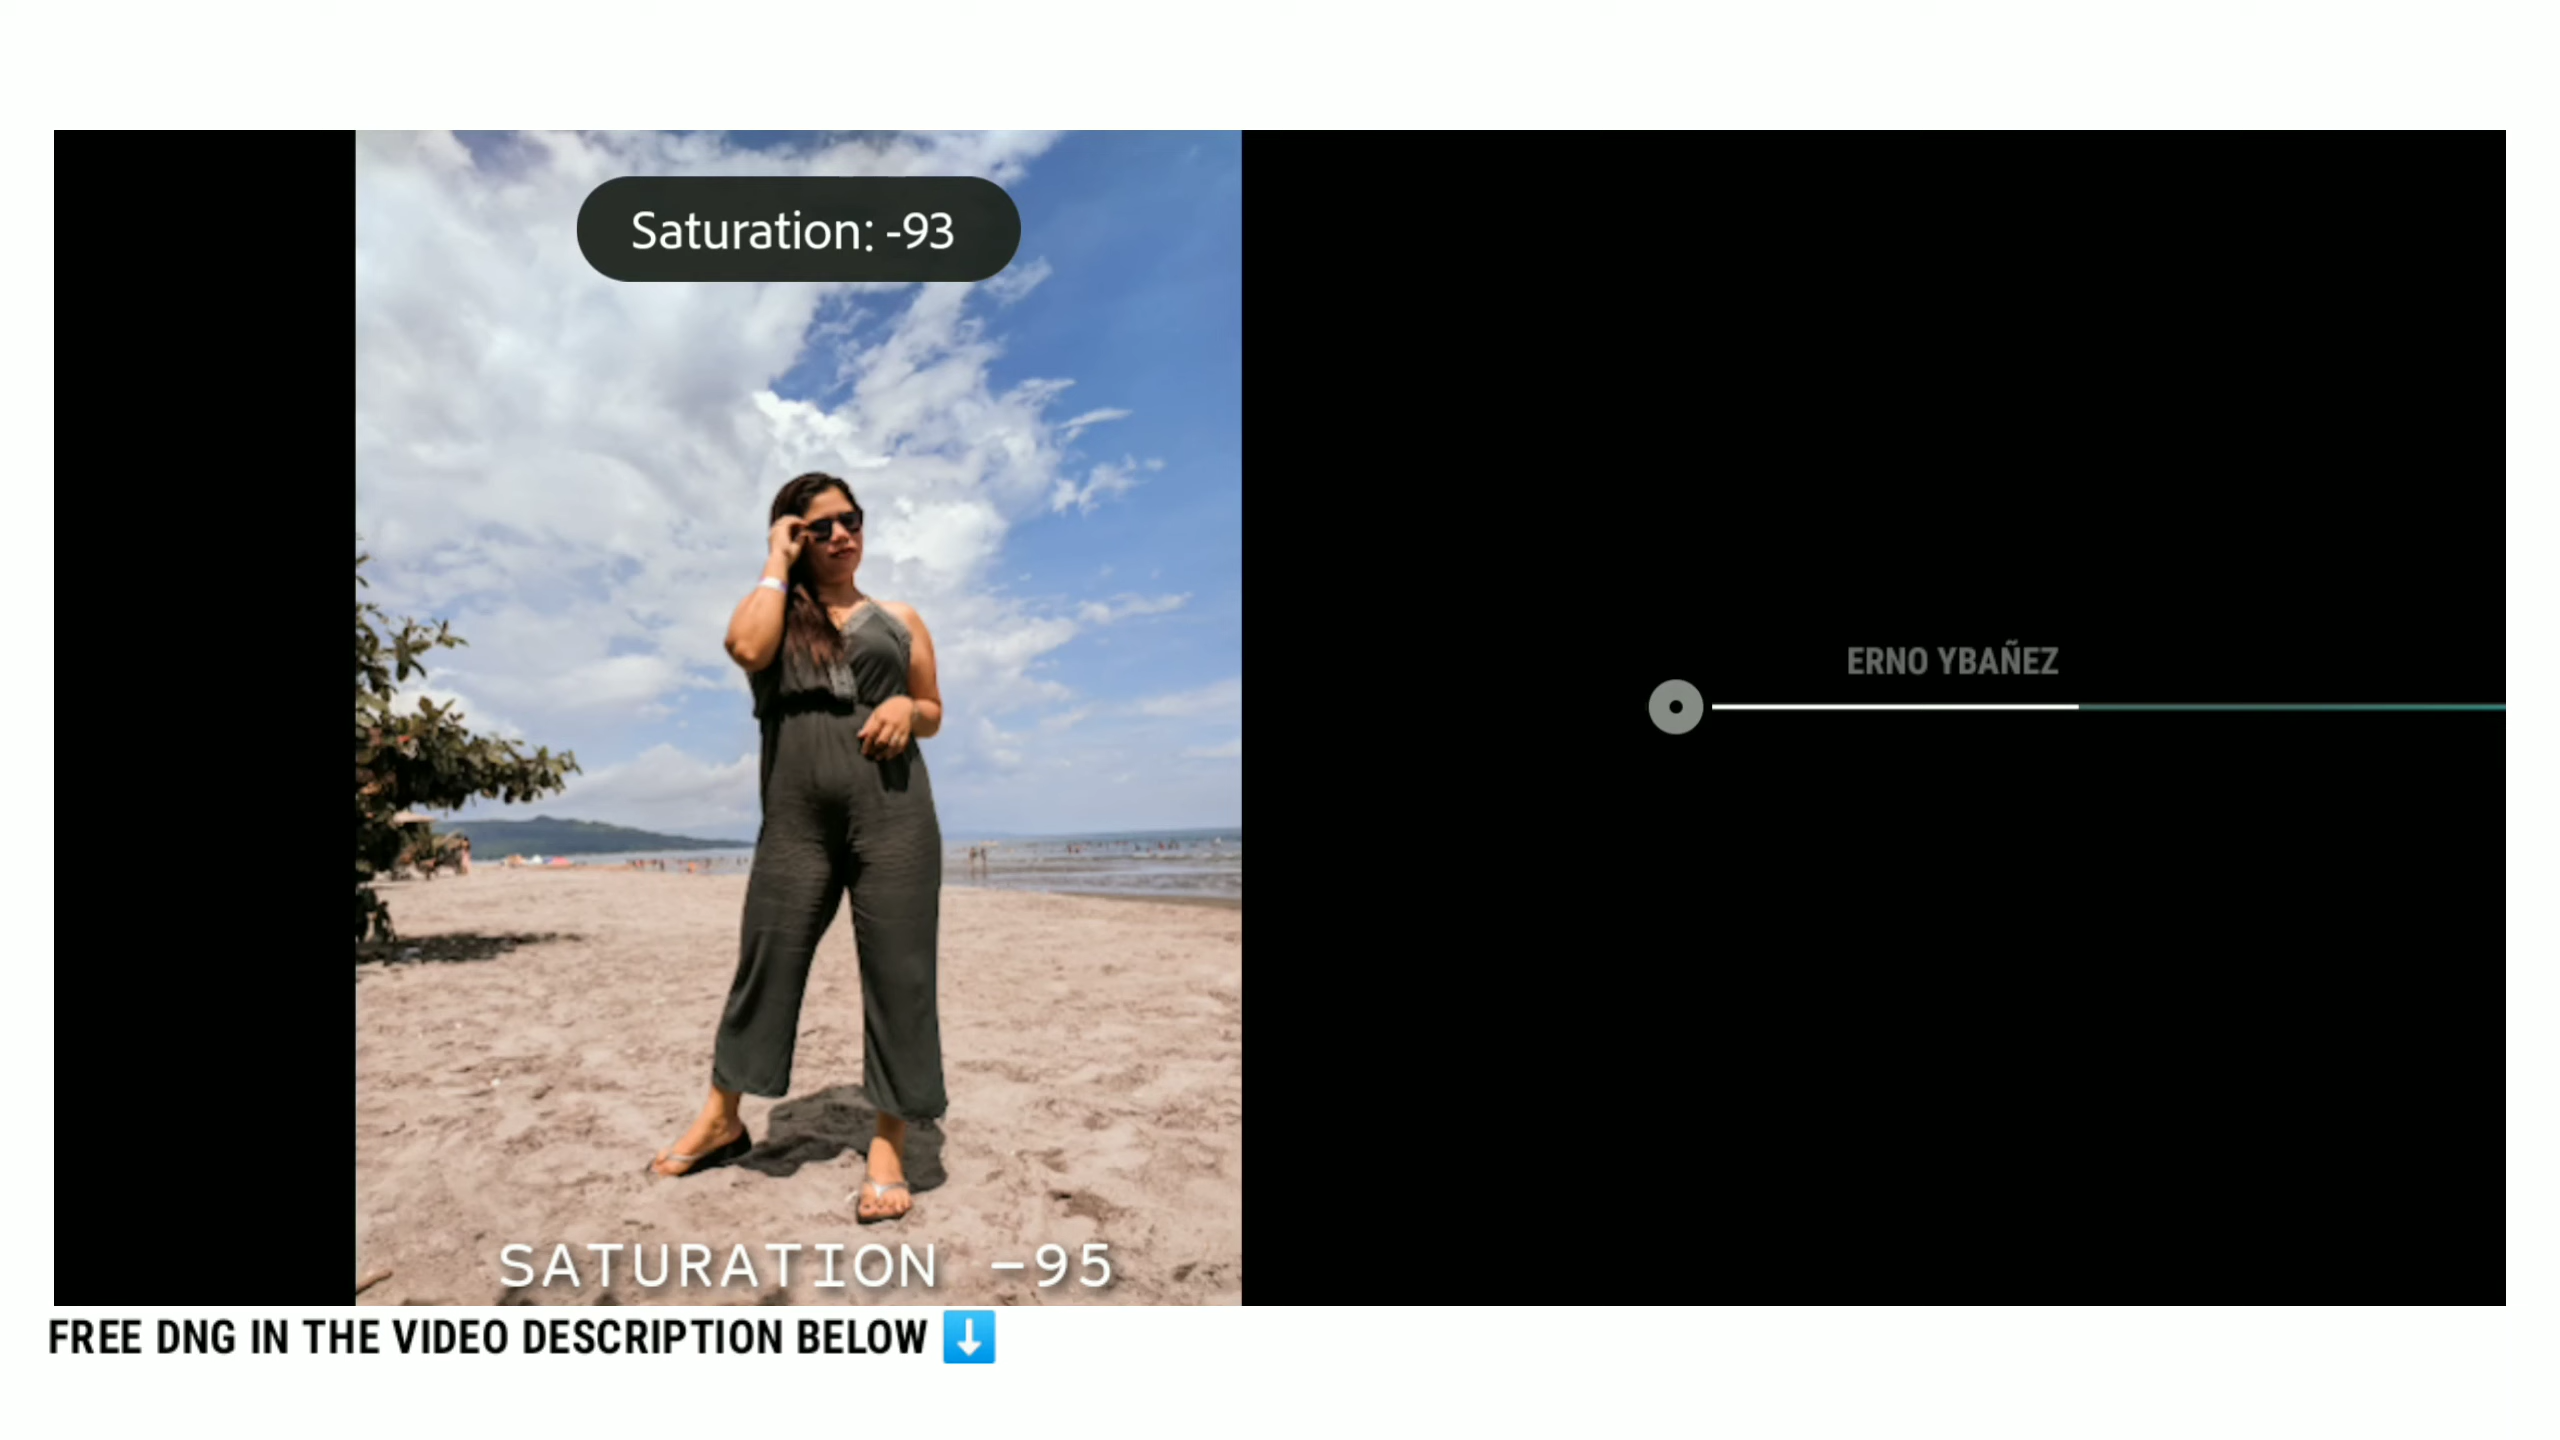 Saturation: -93
ERNO YBAÑEZ
SATURATION -95
FREE DNG IN THE VIDEO DESCRIPTION BELOW ⬇️